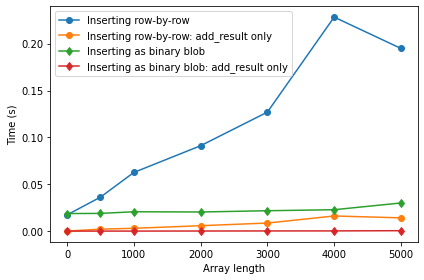 Inserting row-by-row
Inserting row-by-row: add_result only
Inserting as binary blob
Inserting as binary blob: add_result only
0.20
0.15
0.10
0.05
0.00
Time (s)
0 1000 2000 3000 4000 5000
Array length